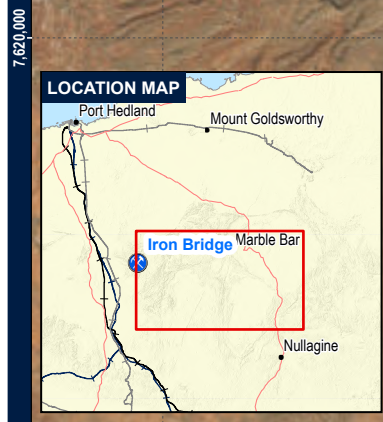 7,620,000
LOCATION MAP
Port Hedland
Mount Goldsworthy
Iron Bridge
Marble Bar
Nullagine